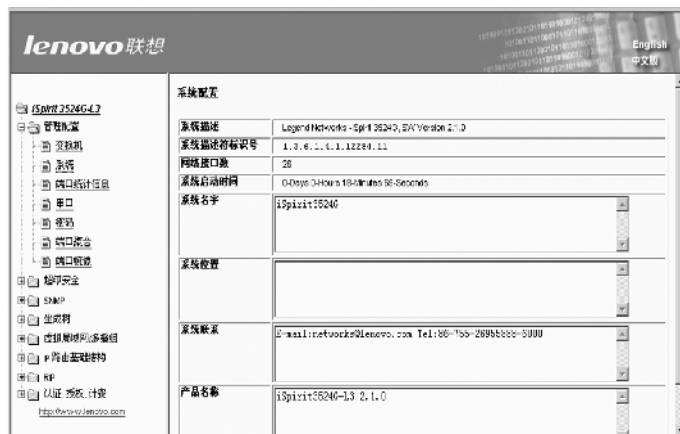 lenovo联想
English
中文版
iSpirit 3524G-L3
管理配置
交换机
系统
端口统计信息
串口
密码
端口聚合
端口镜像
超级安全
SNMP
生成树
虚拟局域网/多播组
IP路由基础结构
RIP
认证 授权 计费
http://www.lenovo.com
系统配置
系统描述 Legend Networks - Spirit 3524G, SW Version 2.1.0
系统描述符标识号 1.3.6.1.4.1.12284.11
网络接口数 26
系统启动时间 0-Days 0-Hours 18-Minutes 56-Seconds
系统名字 iSpirit3524G
系统位置
系统联系 E-mail:networks@lenovo.com Tel:86-755-26955888-6000
产品名称 iSpirit3524G-L3 2.1.0